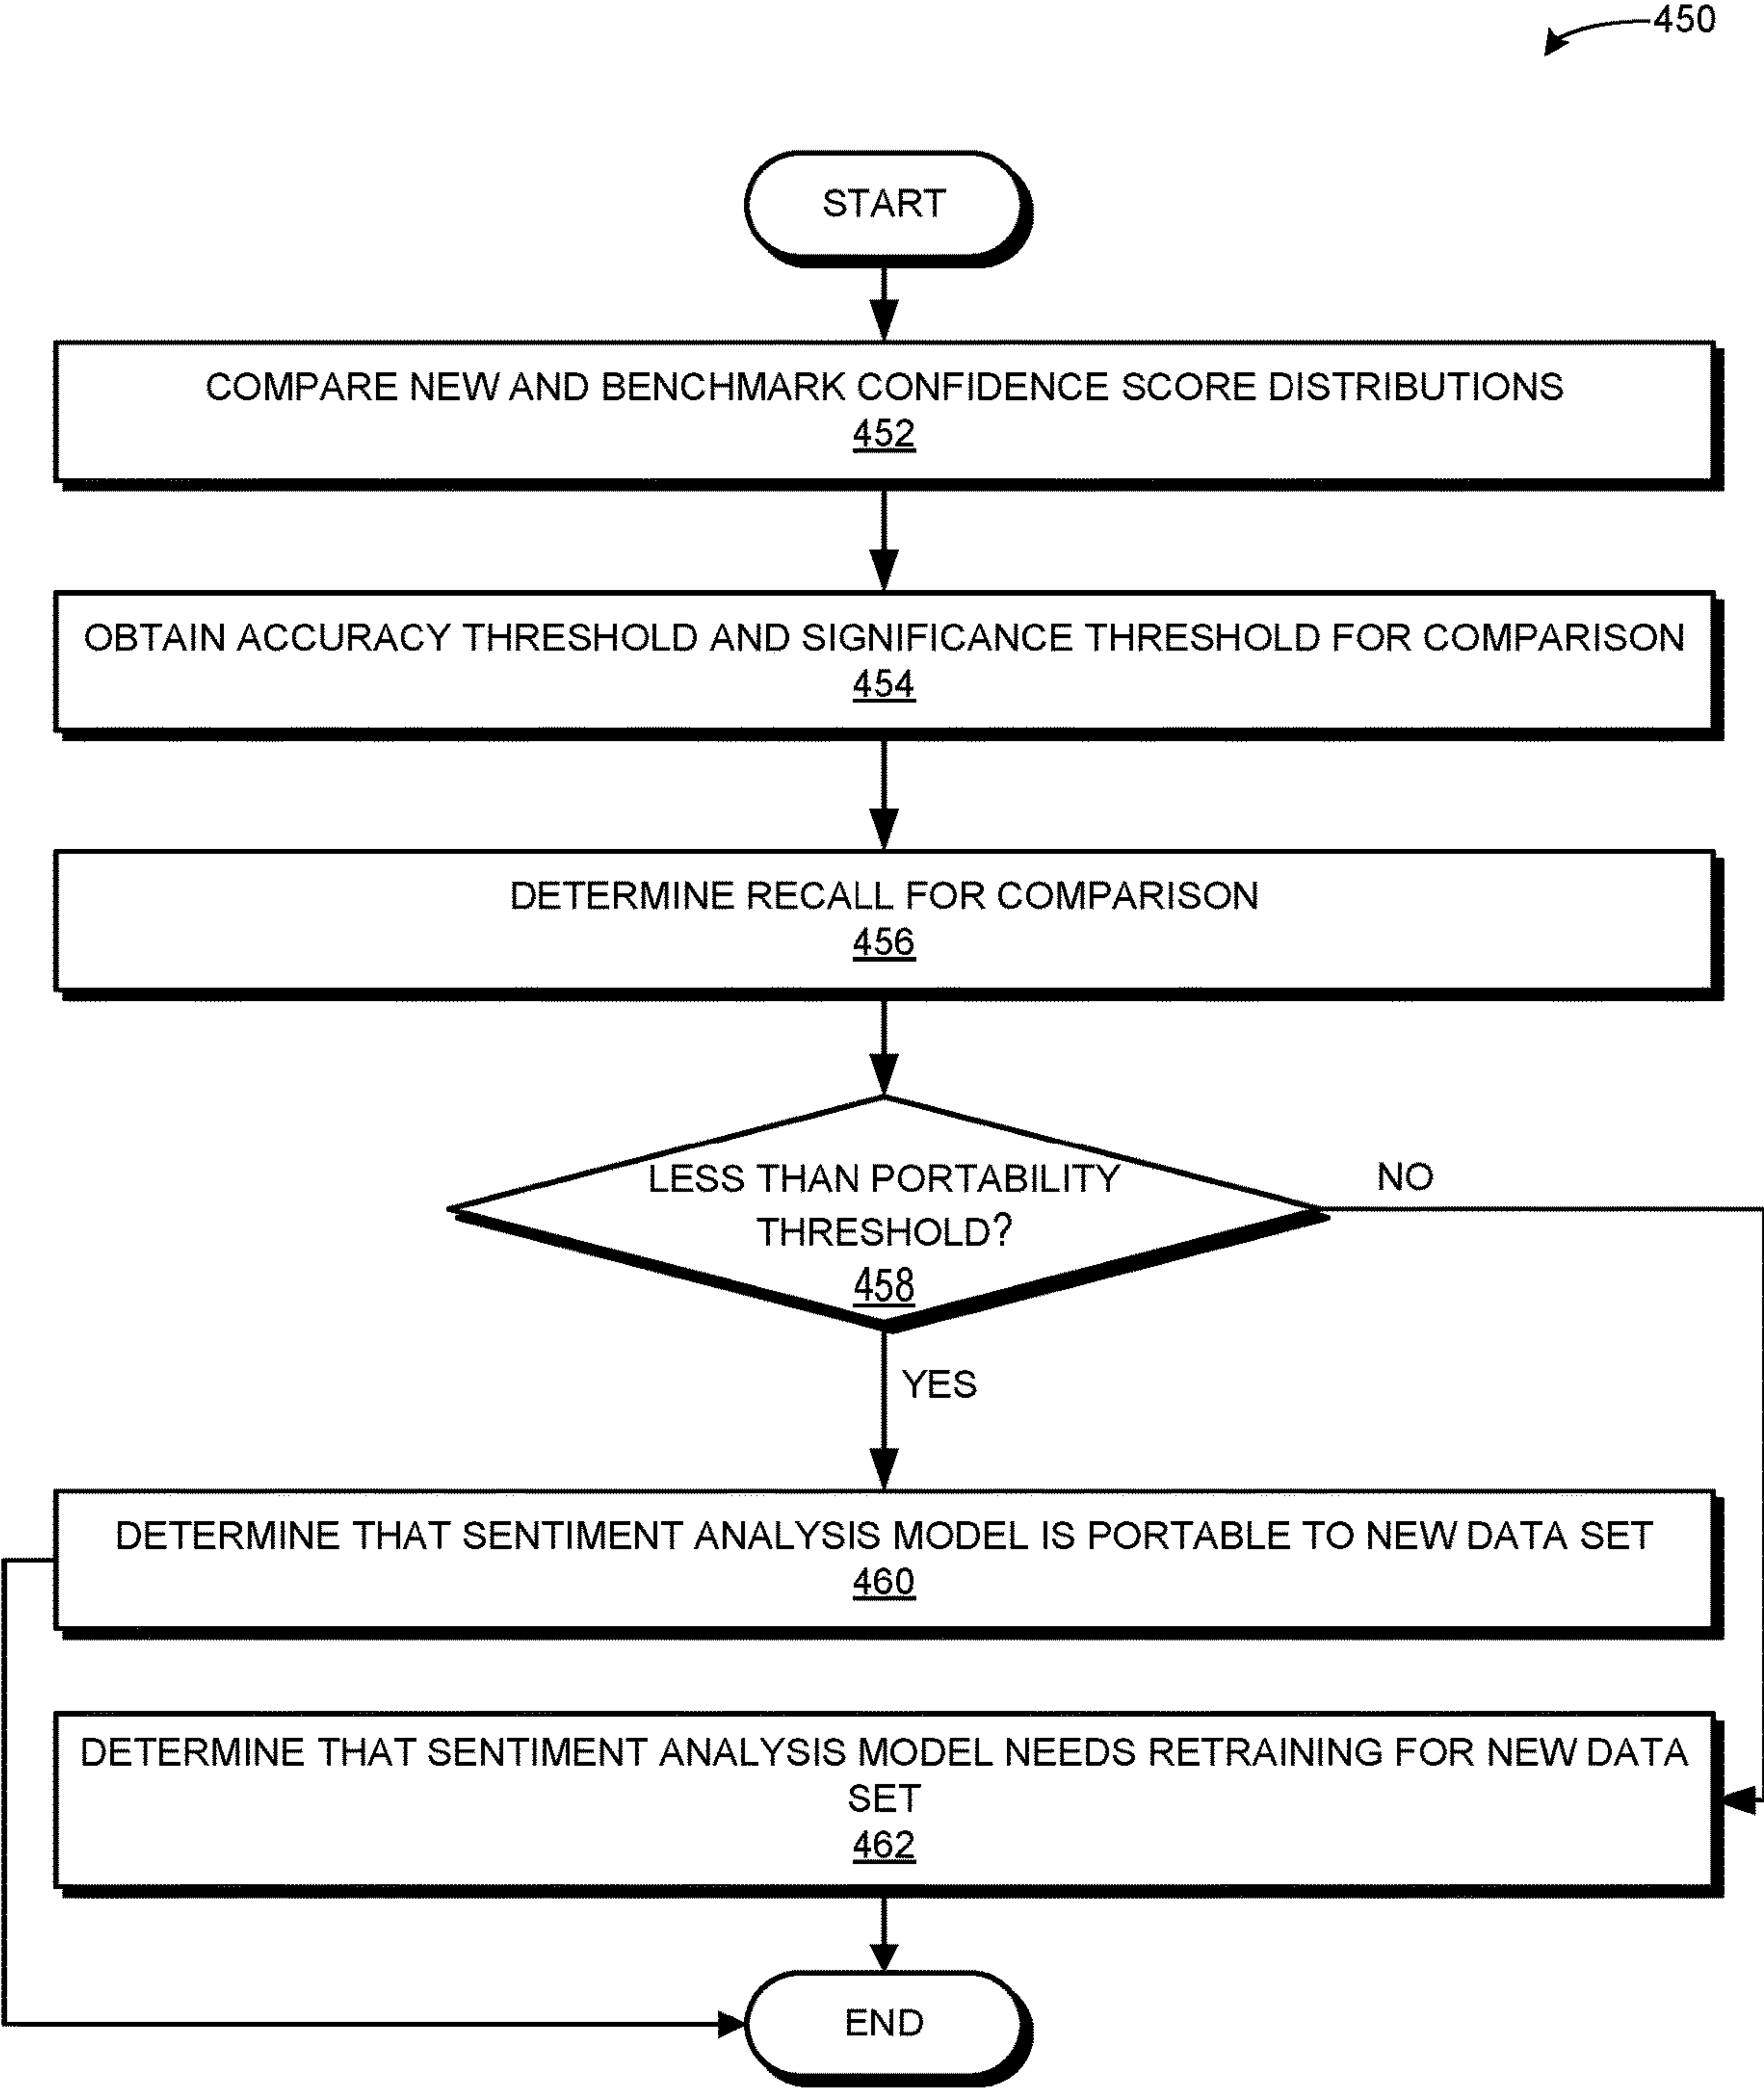 450
START
COMPARE NEW AND BENCHMARK CONFIDENCE SCORE DISTRIBUTIONS
452
OBTAIN ACCURACY THRESHOLD AND SIGNIFICANCE THRESHOLD FOR COMPARISON
454
DETERMINE RECALL FOR COMPARISON
456
LESS THAN PORTABILITY
THRESHOLD?
458
NO
YES
DETERMINE THAT SENTIMENT ANALYSIS MODEL IS PORTABLE TO NEW DATA SET
460
DETERMINE THAT SENTIMENT ANALYSIS MODEL NEEDS RETRAINING FOR NEW DATA
SET
462
END